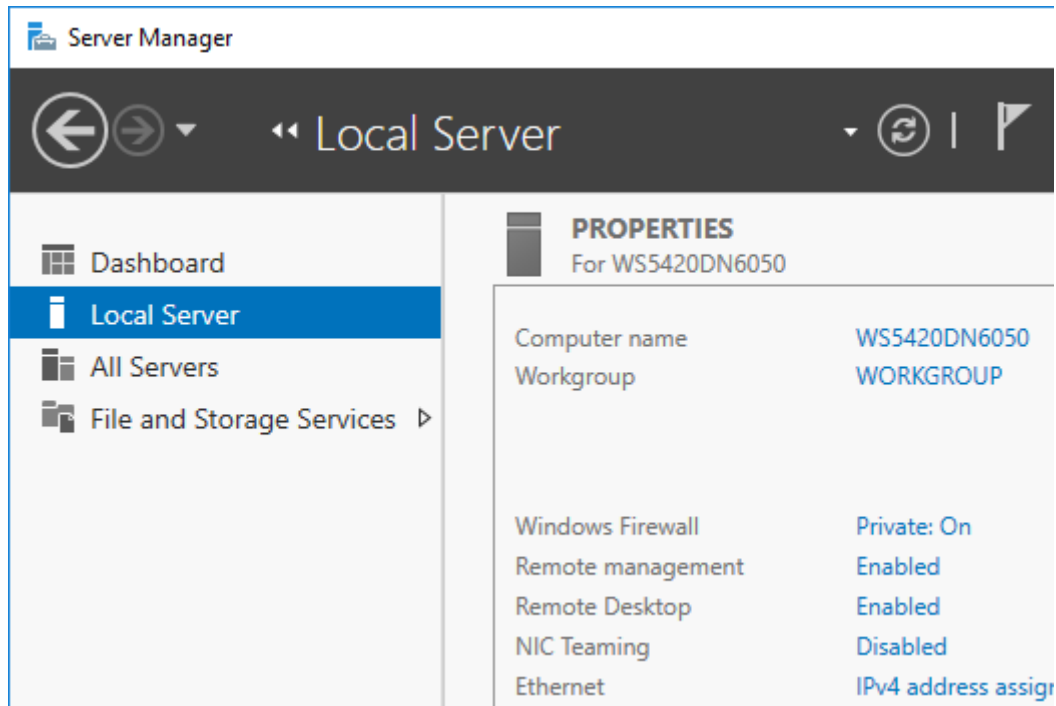 Server Manager
Local Server
Dashboard
Local Server
All Servers
File and Storage Services
PROPERTIES
For WS5420DN6050
Computer name WS5420DN6050
Workgroup WORKGROUP
Windows Firewall Private: On
Remote management Enabled
Remote Desktop Enabled
NIC Teaming Disabled
Ethernet IPv4 address